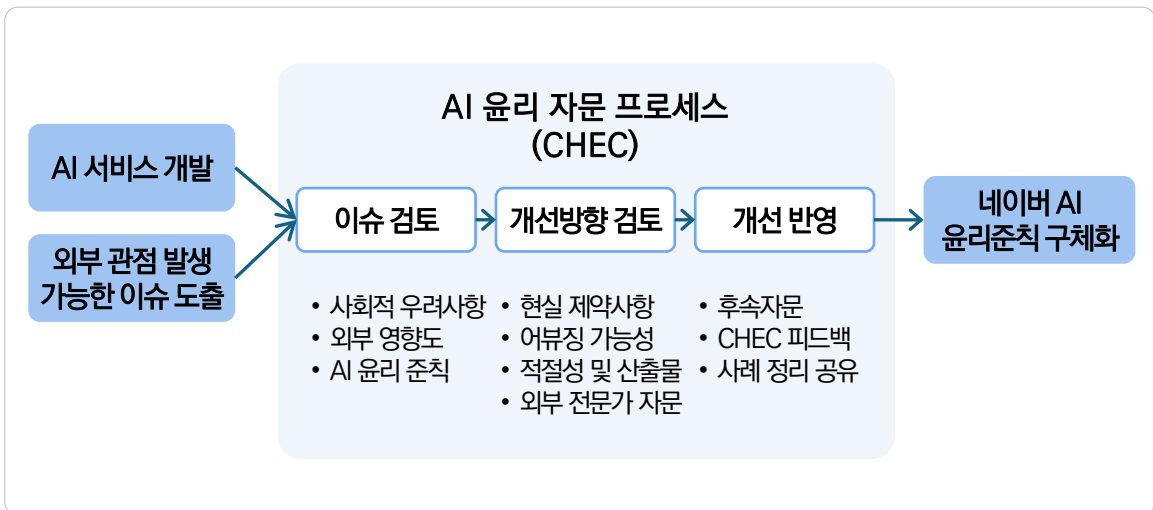 AI 윤리 자문 프로세스
(CHEC)
AI 서비스 개발
외부 관점 발생
가능한 이슈 도출
이슈 검토
개선방향 검토
개선 반영
네이버 AI
윤리준칙 구체화
• 사회적 우려사항
• 외부 영향도
• AI 윤리 준칙
• 현실 제약사항
• 어뷰징 가능성
• 적절성 및 산출물
• 외부 전문가 자문
• 후속자문
• CHEC 피드백
• 사례 정리 공유